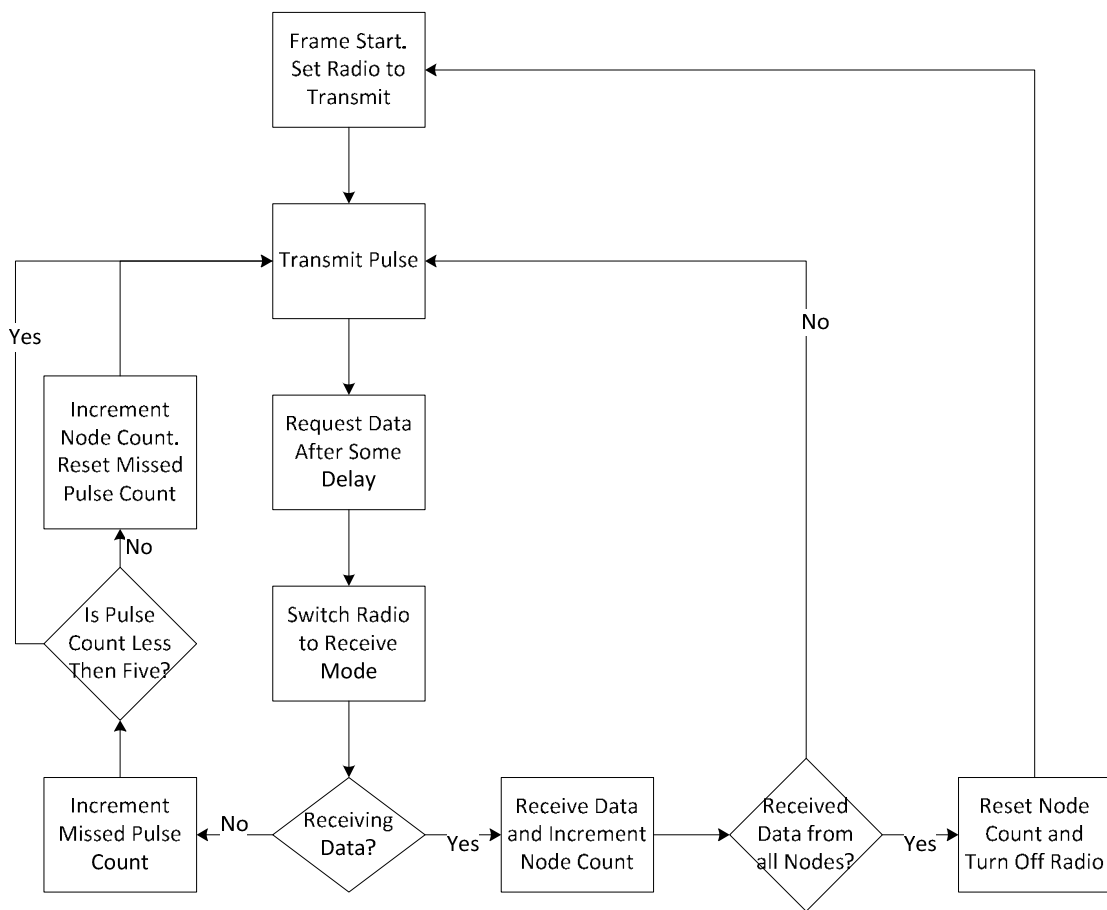 Frame Start.
Set Radio to
Transmit
Transmit Pulse
Yes
No
Increment
Node Count.
Reset Missed
Pulse Count
Request Data
After Some
Delay
No
Is Pulse
Count Less
Then Five?
Switch Radio
to Receive
Mode
Increment
Missed Pulse
Count
No
Receiving
Data?
Yes
Receive Data
and Increment
Node Count
Received
Data from
all Nodes?
Yes
Reset Node
Count and
Turn Off Radio